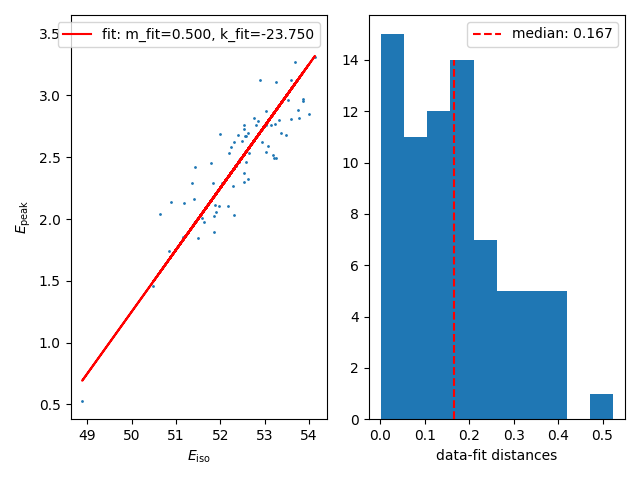 fit: m_fit=0.500, k_fit=-23.750
3.5
3.0
2.5
2.0
1.5
1.0
0.5
E_peak
49 50 51 52 53 54
E_iso
median: 0.167
14
12
10
8
6
4
2
0
0.0 0.1 0.2 0.3 0.4 0.5
data-fit distances